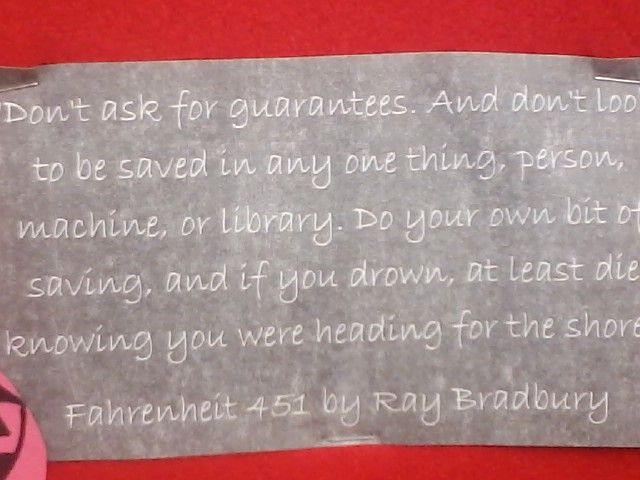 "Don't ask for guarantees. And don't loo
to be saved in any one thing, person,
machine, or library. Do your own bit of
saving, and if you drown, at least die
knowing you were heading for the shore
Fahrenheit 451 by Ray Bradbury